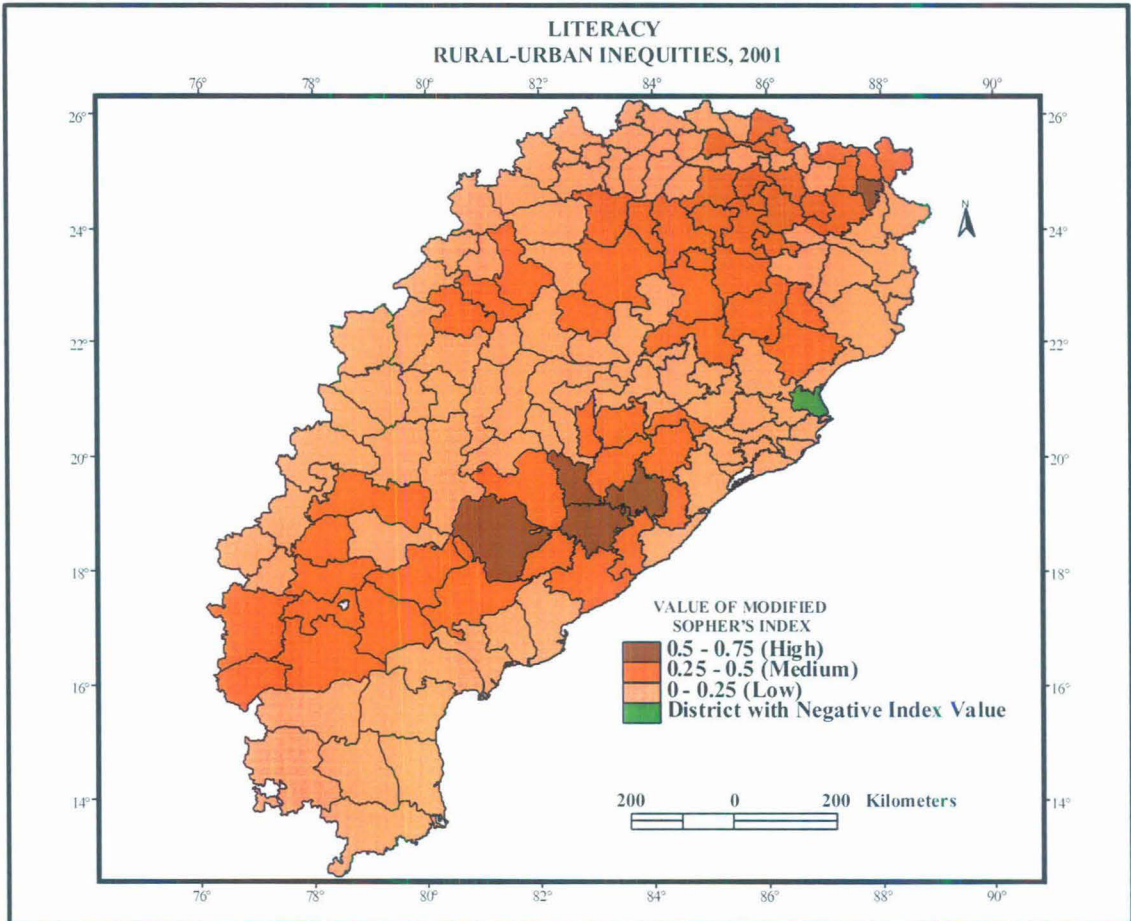 LITERACY
RURAL-URBAN INEQUITIES, 2001
76° 78° 80° 82° 84° 86° 88° 90°
26° 26°
N
24° 24°
22° 22°
20° 20°
18° 18°
VALUE OF MODIFIED
SOPHER'S INDEX
0.5 - 0.75 (High)
0.25 - 0.5 (Medium)
0 - 0.25 (Low)
District with Negative Index Value
16° 16°
200 0 200 Kilometers
14° 14°
76° 78° 80° 82° 84° 86° 88° 90°